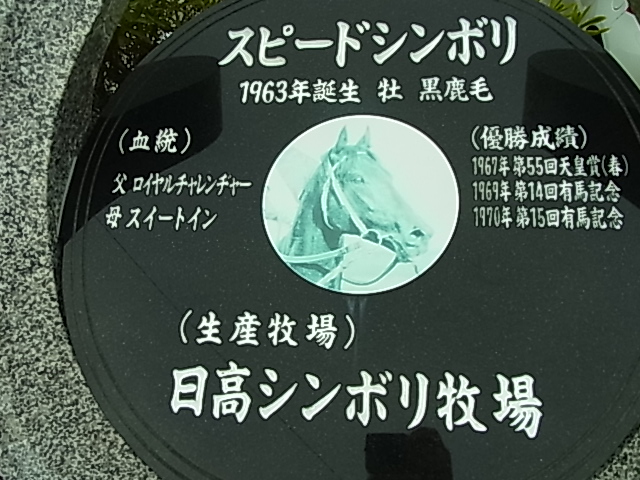 スピードシンボリ
1963年誕生 牡 黒鹿毛
(血統)
父 ロイヤルチャレンヂャー
母 スイートイン
(優勝成績)
1967年 第55回天皇賞(春)
1969年 第14回有馬記念
1970年 第15回有馬記念
(生産牧場)
日高シンボリ牧場